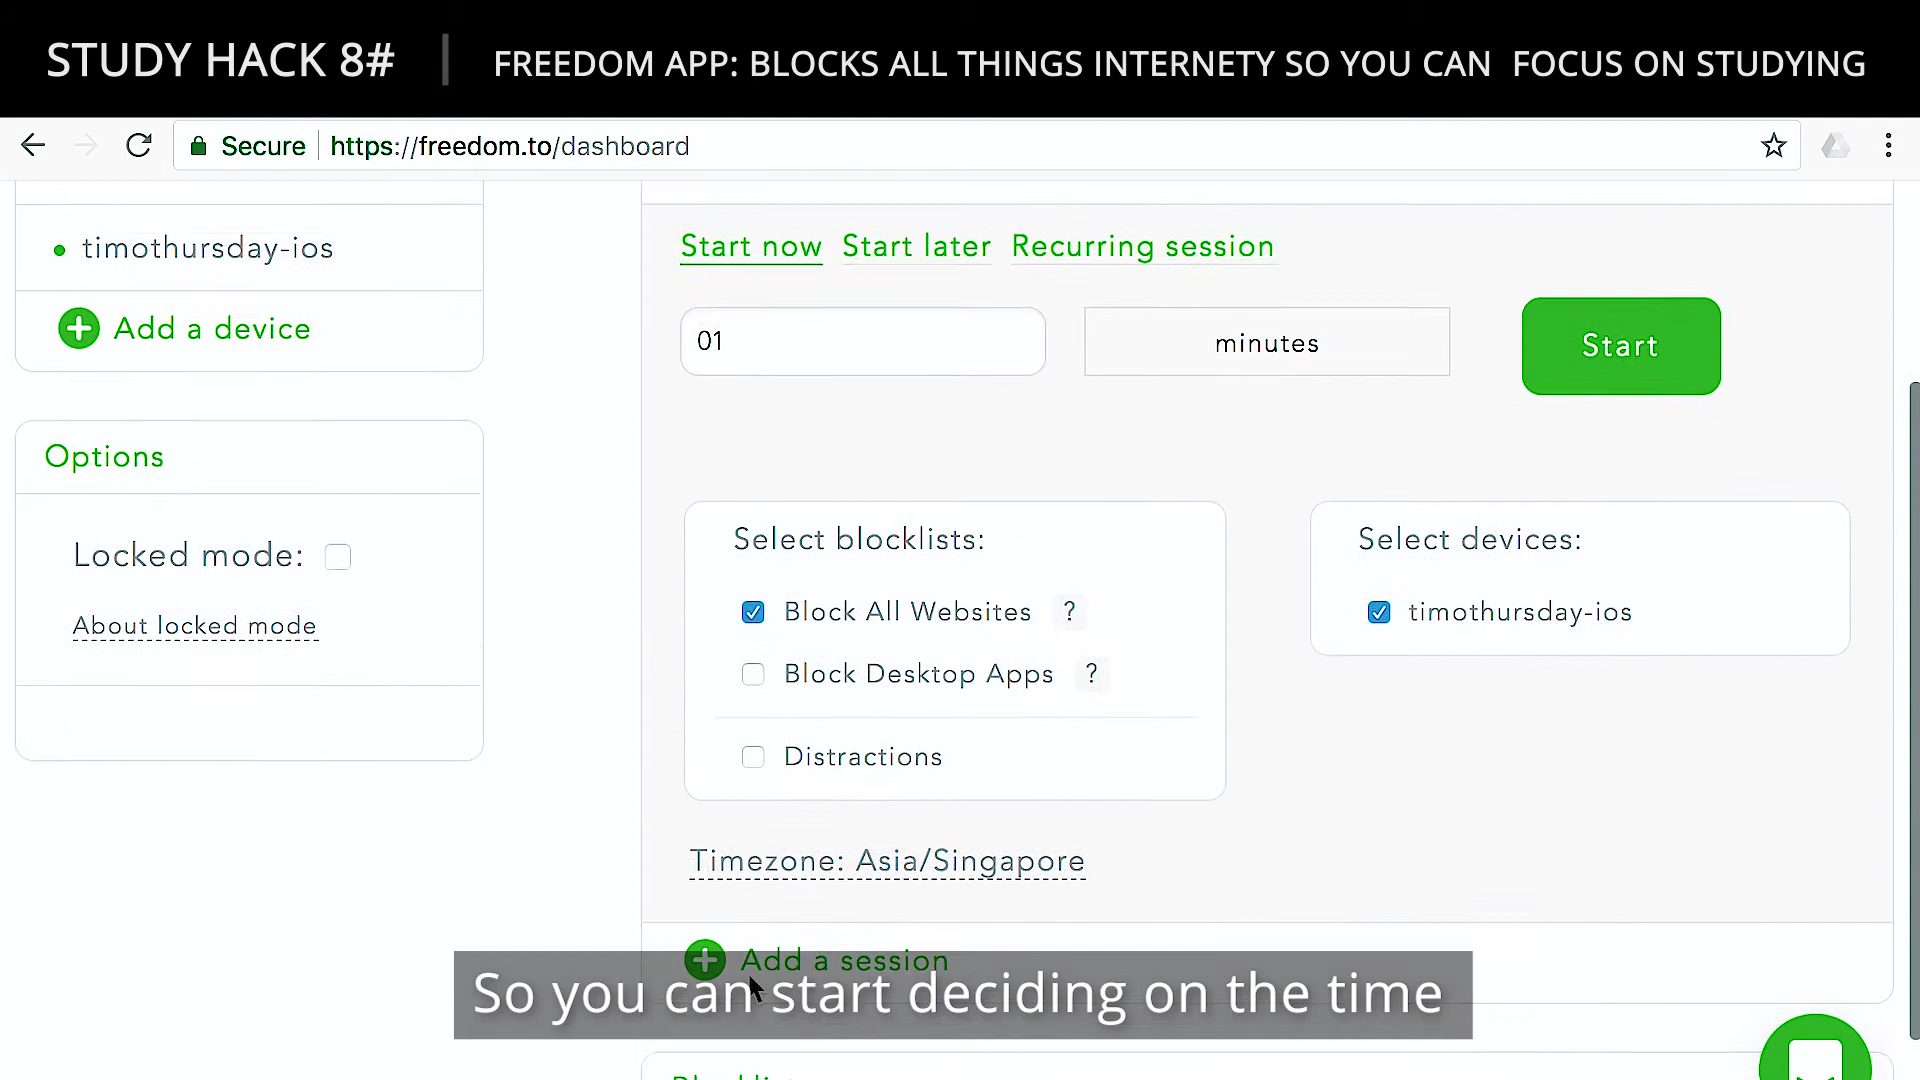 STUDY HACK 8# | FREEDOM APP: BLOCKS ALL THINGS INTERNETY SO YOU CAN FOCUS ON STUDYING
Secure | https://freedom.to/dashboard
timothursday-ios
Add a device
Options
Locked mode:
About locked mode
Start now Start later Recurring session
01 minutes Start
Select blocklists:
Block All Websites ?
Block Desktop Apps ?
Distractions
Select devices:
timothursday-ios
Timezone: Asia/Singapore
Add a session
So you can start deciding on the time